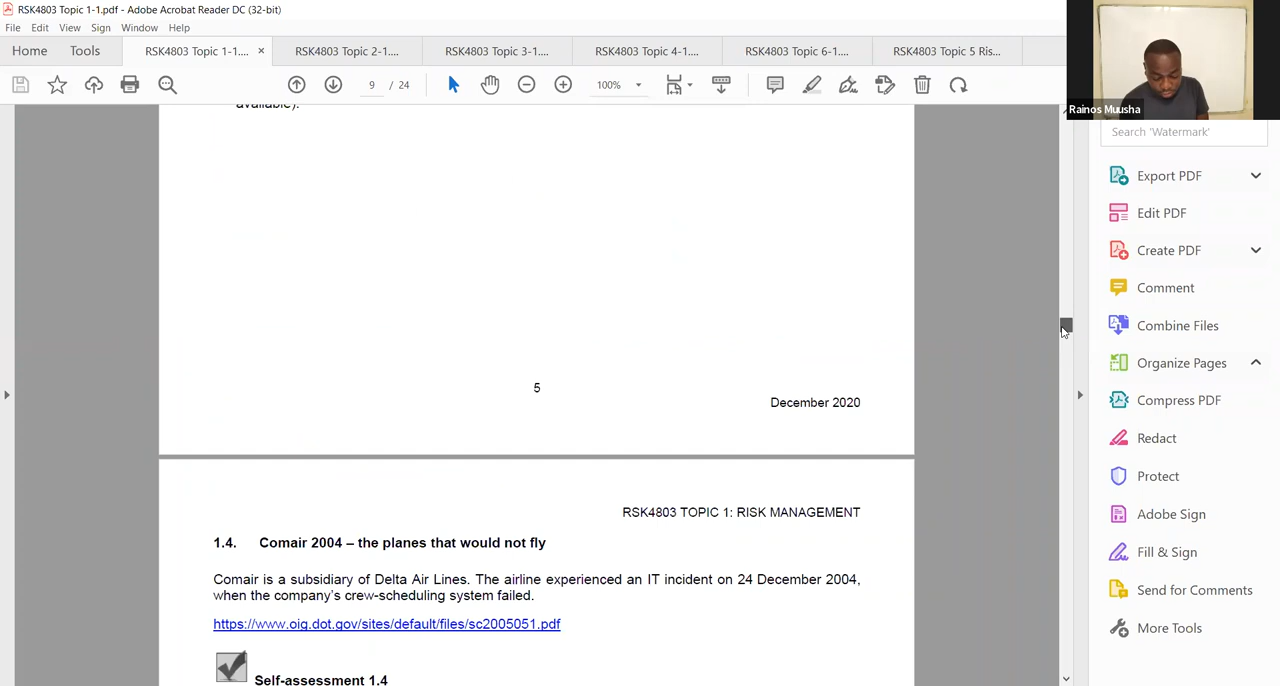 RSK4803 Topic 1-1.pdf - Adobe Acrobat Reader DC (32-bit)
File Edit View Sign Window Help
Home Tools RSK4803 Topic 1-1.... × RSK4803 Topic 2-1.... RSK4803 Topic 3-1.... RSK4803 Topic 4-1.... RSK4803 Topic 6-1.... RSK4803 Topic 5 Ris...
9 / 24 100%
Rainos Muusha
Search 'Watermark'
Export PDF
Edit PDF
Create PDF
Comment
Combine Files
Organize Pages
Compress PDF
Redact
Protect
Adobe Sign
Fill & Sign
Send for Comments
More Tools
available).
5
December 2020
RSK4803 TOPIC 1: RISK MANAGEMENT
1.4. Comair 2004 – the planes that would not fly
Comair is a subsidiary of Delta Air Lines. The airline experienced an IT incident on 24 December 2004,
when the company's crew-scheduling system failed.
https://www.oig.dot.gov/sites/default/files/sc2005051.pdf
Self-assessment 1.4